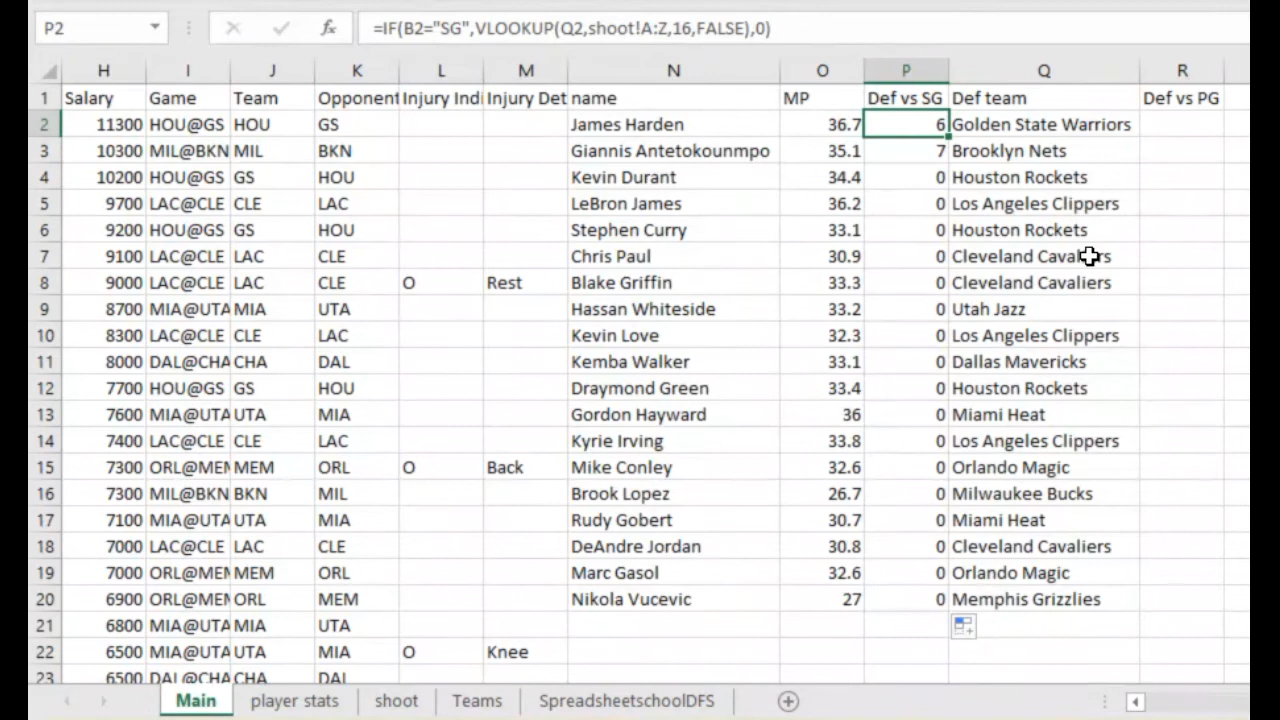 P2 fx =IF(B2="SG",VLOOKUP(Q2,shoot!A:Z,16,FALSE),0)
H I J K L M N O P Q R
1 Salary Game Team Opponent Injury Indi Injury Det name MP Def vs SG Def team Def vs PG
2 11300 HOU@GS HOU GS James Harden 36.7 6 Golden State Warriors
3 10300 MIL@BKN MIL BKN Giannis Antetokounmpo 35.1 7 Brooklyn Nets
4 10200 HOU@GS GS HOU Kevin Durant 34.4 0 Houston Rockets
5 9700 LAC@CLE CLE LAC LeBron James 36.2 0 Los Angeles Clippers
6 9200 HOU@GS GS HOU Stephen Curry 33.1 0 Houston Rockets
7 9100 LAC@CLE LAC CLE Chris Paul 30.9 0 Cleveland Cavaliers
8 9000 LAC@CLE LAC CLE O Rest Blake Griffin 33.3 0 Cleveland Cavaliers
9 8700 MIA@UTA MIA UTA Hassan Whiteside 33.2 0 Utah Jazz
10 8300 LAC@CLE CLE LAC Kevin Love 32.3 0 Los Angeles Clippers
11 8000 DAL@CHA CHA DAL Kemba Walker 33.1 0 Dallas Mavericks
12 7700 HOU@GS GS HOU Draymond Green 33.4 0 Houston Rockets
13 7600 MIA@UTA UTA MIA Gordon Hayward 36 0 Miami Heat
14 7400 LAC@CLE CLE LAC Kyrie Irving 33.8 0 Los Angeles Clippers
15 7300 ORL@MEM MEM ORL O Back Mike Conley 32.6 0 Orlando Magic
16 7300 MIL@BKN BKN MIL Brook Lopez 26.7 0 Milwaukee Bucks
17 7100 MIA@UTA UTA MIA Rudy Gobert 30.7 0 Miami Heat
18 7000 LAC@CLE LAC CLE DeAndre Jordan 30.8 0 Cleveland Cavaliers
19 7000 ORL@MEM MEM ORL Marc Gasol 32.6 0 Orlando Magic
20 6900 ORL@MEM ORL MEM Nikola Vucevic 27 0 Memphis Grizzlies
21 6800 MIA@UTA MIA UTA
22 6500 MIA@UTA UTA MIA O Knee
23 6500 DAL@CHA CHA DAL
Main player stats shoot Teams SpreadsheetschoolDFS